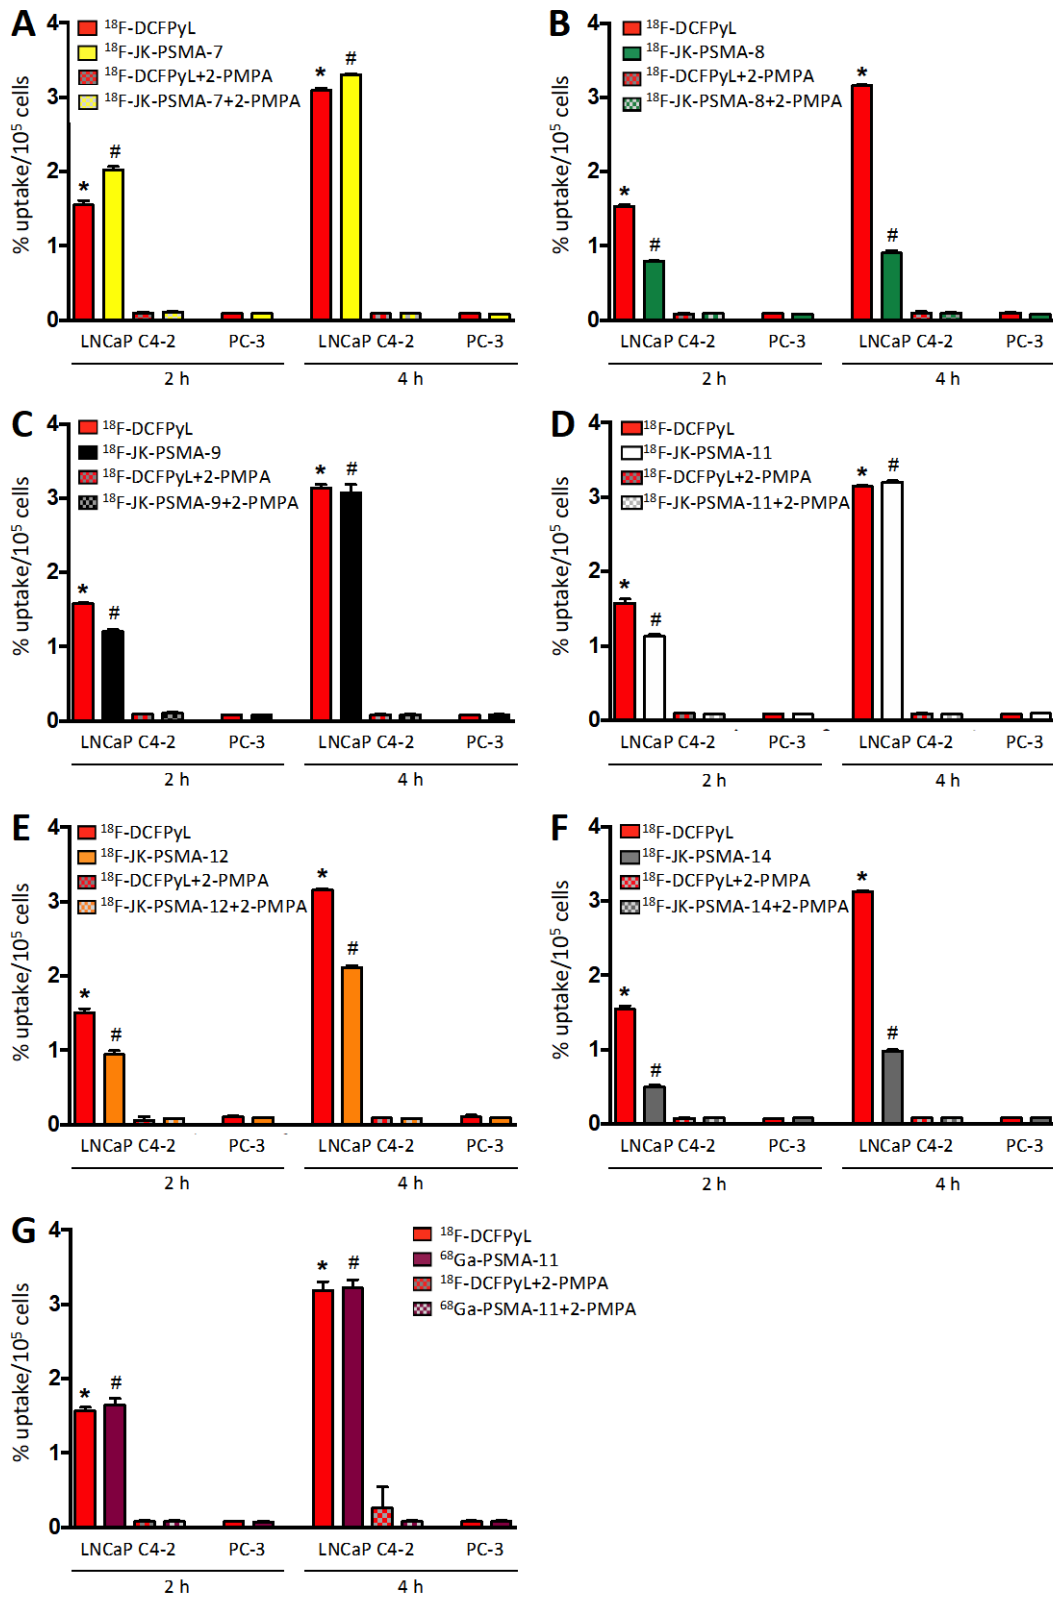 A
% uptake/10⁵ cells
4
3
2
1
0
¹⁸F-DCFPyL
¹⁸F-JK-PSMA-7
¹⁸F-DCFPyL+2-PMPA
¹⁸F-JK-PSMA-7+2-PMPA
*
#
*
#
LNCaP C4-2 PC-3 LNCaP C4-2 PC-3
2 h 4 h
B
% uptake/10⁵ cells
4
3
2
1
0
¹⁸F-DCFPyL
¹⁸F-JK-PSMA-8
¹⁸F-DCFPyL+2-PMPA
¹⁸F-JK-PSMA-8+2-PMPA
*
#
*
#
LNCaP C4-2 PC-3 LNCaP C4-2 PC-3
2 h 4 h
C
% uptake/10⁵ cells
4
3
2
1
0
¹⁸F-DCFPyL
¹⁸F-JK-PSMA-9
¹⁸F-DCFPyL+2-PMPA
¹⁸F-JK-PSMA-9+2-PMPA
*
#
*
#
LNCaP C4-2 PC-3 LNCaP C4-2 PC-3
2 h 4 h
D
% uptake/10⁵ cells
4
3
2
1
0
¹⁸F-DCFPyL
¹⁸F-JK-PSMA-11
¹⁸F-DCFPyL+2-PMPA
¹⁸F-JK-PSMA-11+2-PMPA
*
#
*
#
LNCaP C4-2 PC-3 LNCaP C4-2 PC-3
2 h 4 h
E
% uptake/10⁵ cells
4
3
2
1
0
¹⁸F-DCFPyL
¹⁸F-JK-PSMA-12
¹⁸F-DCFPyL+2-PMPA
¹⁸F-JK-PSMA-12+2-PMPA
*
#
*
#
LNCaP C4-2 PC-3 LNCaP C4-2 PC-3
2 h 4 h
F
% uptake/10⁵ cells
4
3
2
1
0
¹⁸F-DCFPyL
¹⁸F-JK-PSMA-14
¹⁸F-DCFPyL+2-PMPA
¹⁸F-JK-PSMA-14+2-PMPA
*
#
*
#
LNCaP C4-2 PC-3 LNCaP C4-2 PC-3
2 h 4 h
G
% uptake/10⁵ cells
4
3
2
1
0
¹⁸F-DCFPyL
⁶⁸Ga-PSMA-11
¹⁸F-DCFPyL+2-PMPA
⁶⁸Ga-PSMA-11+2-PMPA
*
#
*
#
LNCaP C4-2 PC-3 LNCaP C4-2 PC-3
2 h 4 h